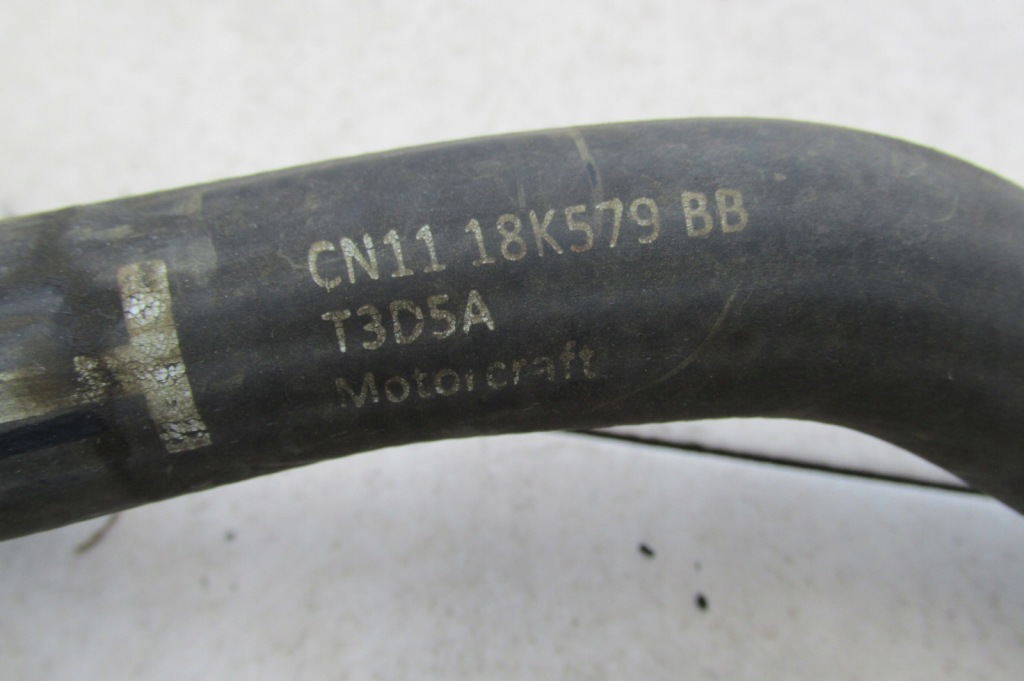 CN11 18K579 BB
T3D5A
Motorcraft